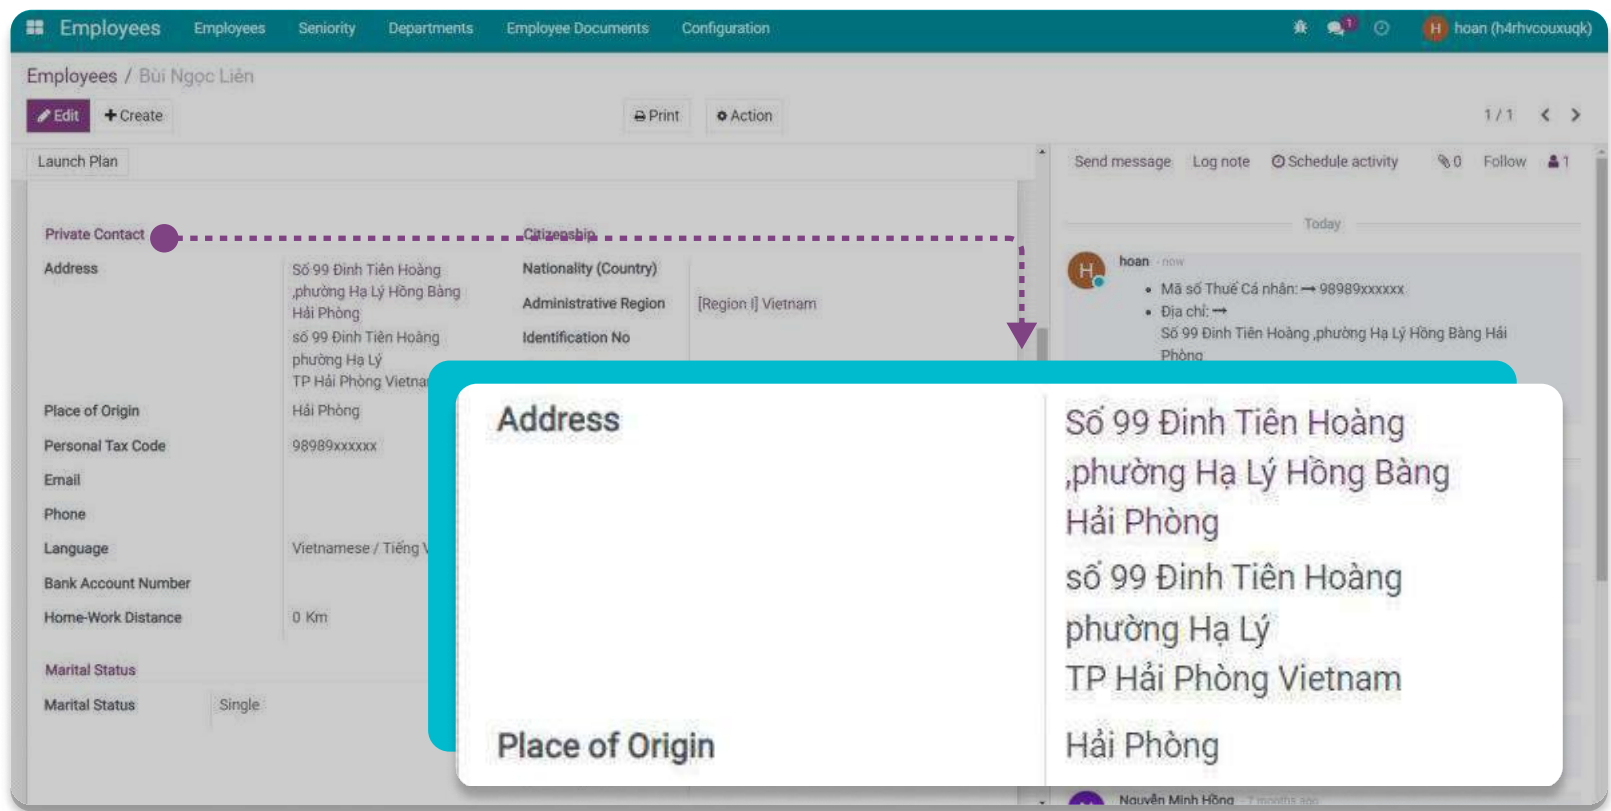 Employees Employees Seniority Departments Employee Documents Configuration 1 H hoan (h4rhvcouxuqk)
Employees / Bùi Ngọc Liên
Edit + Create Print Action 1 / 1
Launch Plan
Send message Log note Schedule activity 0 Follow 1
Private Contact
Address Số 99 Đinh Tiên Hoàng
,phường Hạ Lý Hồng Bàng
Hải Phòng
số 99 Đinh Tiên Hoàng
phường Hạ Lý
TP Hải Phòng
Place of Origin Hải Phòng
Personal Tax Code 98989xxxxxx
Email
Phone
Language Vietnamese / Tiếng
Bank Account Number
Home-Work Distance 0 Km
Marital Status
Marital Status Single
Citizenship
Nationality (Country)
Administrative Region [Region I] Vietnam
Identification No
Today
H hoan - now
Mã số Thuế Cá nhân: → 98989xxxxxx
Địa chỉ: →
Số 99 Đinh Tiên Hoàng ,phường Hạ Lý Hồng Bàng Hải
Phòng
Address Số 99 Đinh Tiên Hoàng
,phường Hạ Lý Hồng Bàng
Hải Phòng
số 99 Đinh Tiên Hoàng
phường Hạ Lý
TP Hải Phòng Vietnam
Place of Origin Hải Phòng
Nguyễn Minh Hồng - 7 months ago